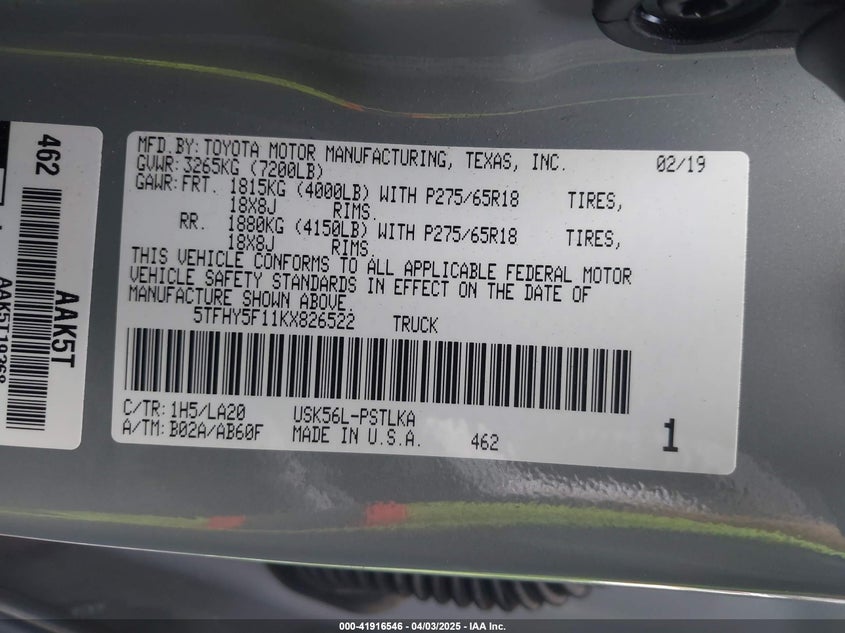 462
AAK5T
MFD.BY:TOYOTA MOTOR MANUFACTURING, TEXAS, INC. 02/19
GVWR:3265KG (7200LB)
GAWR:FRT. 1815KG (4000LB) WITH P275/65R18 TIRES,
18X8J RIMS.
RR. 1880KG (4150LB) WITH P275/65R18 TIRES,
18X8J RIMS.
THIS VEHICLE CONFORMS TO ALL APPLICABLE FEDERAL MOTOR
VEHICLE SAFETY STANDARDS IN EFFECT ON THE DATE OF
MANUFACTURE SHOWN ABOVE.
5TFHY5F11KX826522 TRUCK
C/TR:1H5/LA20 USK56L-PSTLKA
A/TM:B02A/AB60F MADE IN U.S.A. 462 1
000-41916546 - 04/03/2025 - IAA Inc.